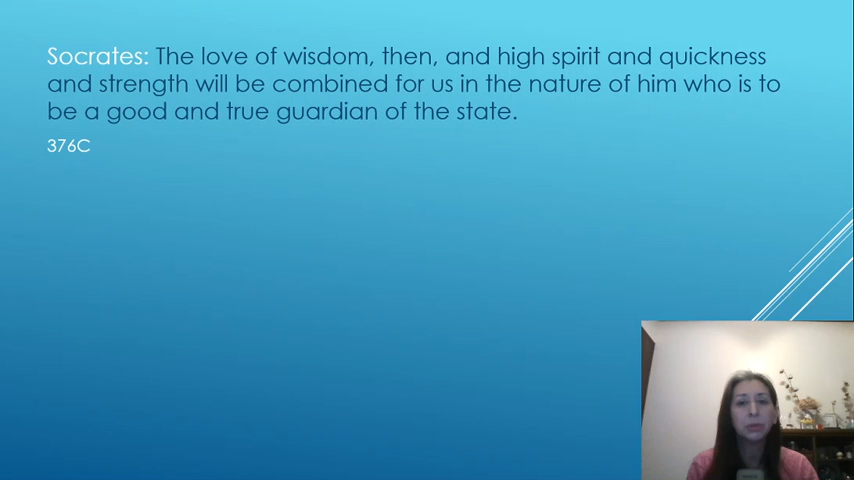 Socrates: The love of wisdom, then, and high spirit and quickness
and strength will be combined for us in the nature of him who is to
be a good and true guardian of the state.
376C